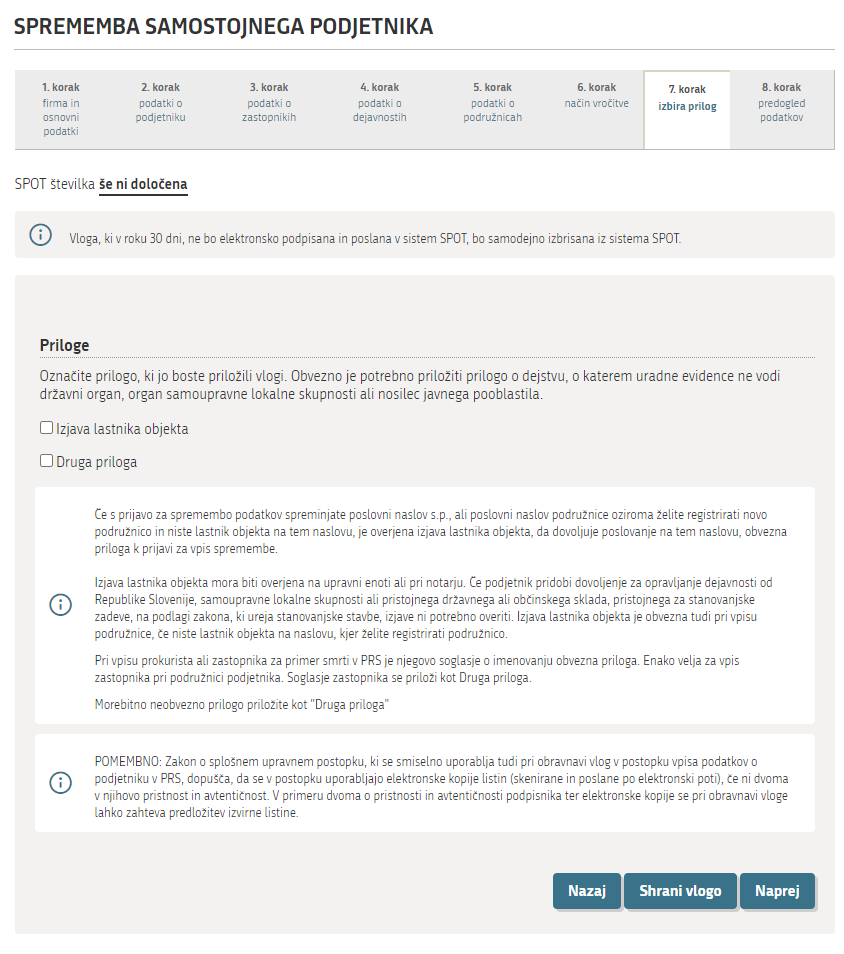 SPREMEMBA SAMOSTOJNEGA PODJETNIKA
1. korak
firma in
osnovni
podatki
2. korak
podatki o
podjetniku
3. korak
podatki o
zastopnikih
4. korak
podatki o
dejavnostih
5. korak
podatki o
podružnicah
6. korak
način vročitve
7. korak
izbira prilog
8. korak
predogled
podatkov
SPOT številka še ni določena
Vloga, ki v roku 30 dni, ne bo elektronsko podpisana in poslana v sistem SPOT, bo samodejno izbrisana iz sistema SPOT.
Priloge
Označite prilogo, ki jo boste priložili vlogi. Obvezno je potrebno priložiti prilogo o dejstvu, o katerem uradne evidence ne vodi
državni organ, organ samoupravne lokalne skupnosti ali nosilec javnega pooblastila.
Izjava lastnika objekta
Druga priloga
Če s prijavo za spremembo podatkov spreminjate poslovni naslov s.p., ali poslovni naslov podružnice oziroma želite registrirati novo
podružnico in niste lastnik objekta na tem naslovu, je overjena izjava lastnika objekta, da dovoljuje poslovanje na tem naslovu, obvezna
priloga k prijavi za vpis spremembe.
Izjava lastnika objekta mora biti overjena na upravni enoti ali pri notarju. Če podjetnik pridobi dovoljenje za opravljanje dejavnosti od
Republike Slovenije, samoupravne lokalne skupnosti ali pristojnega državnega ali občinskega sklada, pristojnega za stanovanjske
zadeve, na podlagi zakona, ki ureja stanovanjske stavbe, izjave ni potrebno overiti. Izjava lastnika objekta je obvezna tudi pri vpisu
podružnice, če niste lastnik objekta na naslovu, kjer želite registrirati podružnico.
Pri vpisu prokurista ali zastopnika za primer smrti v PRS je njegovo soglasje o imenovanju obvezna priloga. Enako velja za vpis
zastopnika pri podružnici podjetnika. Soglasje zastopnika se priloži kot Druga priloga.
Morebitno neobvezno prilogo priložite kot "Druga priloga"
POMEMBNO: Zakon o splošnem upravnem postopku, ki se smiselno uporablja tudi pri obravnavi vlog v postopku vpisa podatkov o
podjetniku v PRS, dopušča, da se v postopku uporabljajo elektronske kopije listin (skenirane in poslane po elektronski poti), če ni dvoma
v njihovo pristnost in avtentičnost. V primeru dvoma o pristnosti in avtentičnosti podpisnika ter elektronske kopije se pri obravnavi vloge
lahko zahteva predložitev izvirne listine.
Nazaj
Shrani vlogo
Naprej